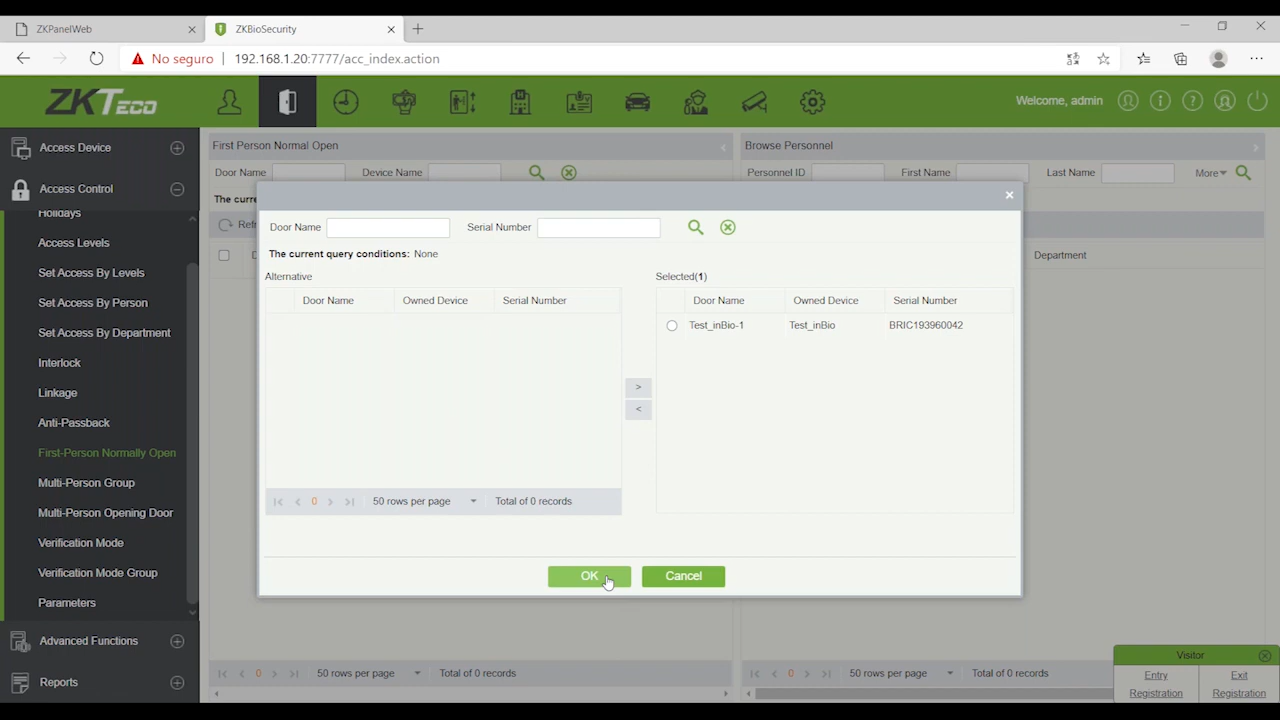 ZKPanelWeb
ZKBioSecurity
No seguro
192.168.1.20:7777/acc_index.action
ZKTECO
Welcome, admin
Access Device
Access Control
Holidays
Access Levels
Set Access By Levels
Set Access By Person
Set Access By Department
Interlock
Linkage
Anti-Passback
First-Person Normally Open
Multi-Person Group
Multi-Person Opening Door
Verification Mode
Verification Mode Group
Parameters
Advanced Functions
Reports
First Person Normal Open
Door Name
Device Name
The curre
Browse Personnel
Personnel ID
First Name
Last Name
More
Department
Door Name
Serial Number
The current query conditions: None
Alternative
Door Name Owned Device Serial Number
0 50 rows per page Total of 0 records
>
<
Selected(1)
Door Name Owned Device Serial Number
Test_inBio-1 Test_inBio BRIC193960042
OK
Cancel
0 50 rows per page Total of 0 records
0 50 rows per page Total of 0 records
Visitor
Entry
Registration
Exit
Registration